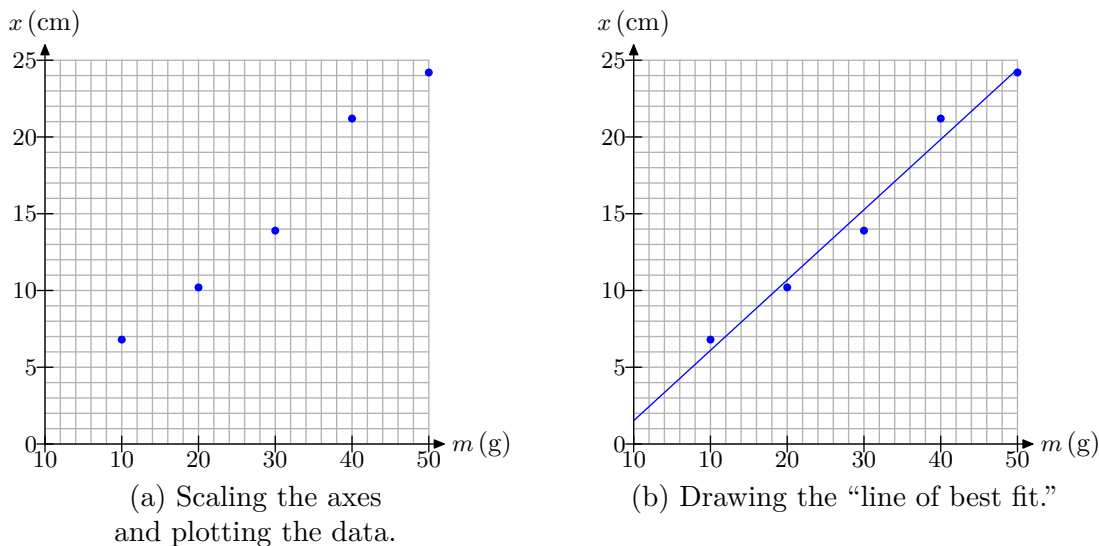 x (cm)
25
20
15
10
5
0
10 10 20 30 40 50
m (g)
(a) Scaling the axes
and plotting the data.
x (cm)
25
20
15
10
5
0
10 10 20 30 40 50
m (g)
(b) Drawing the “line of best fit.”